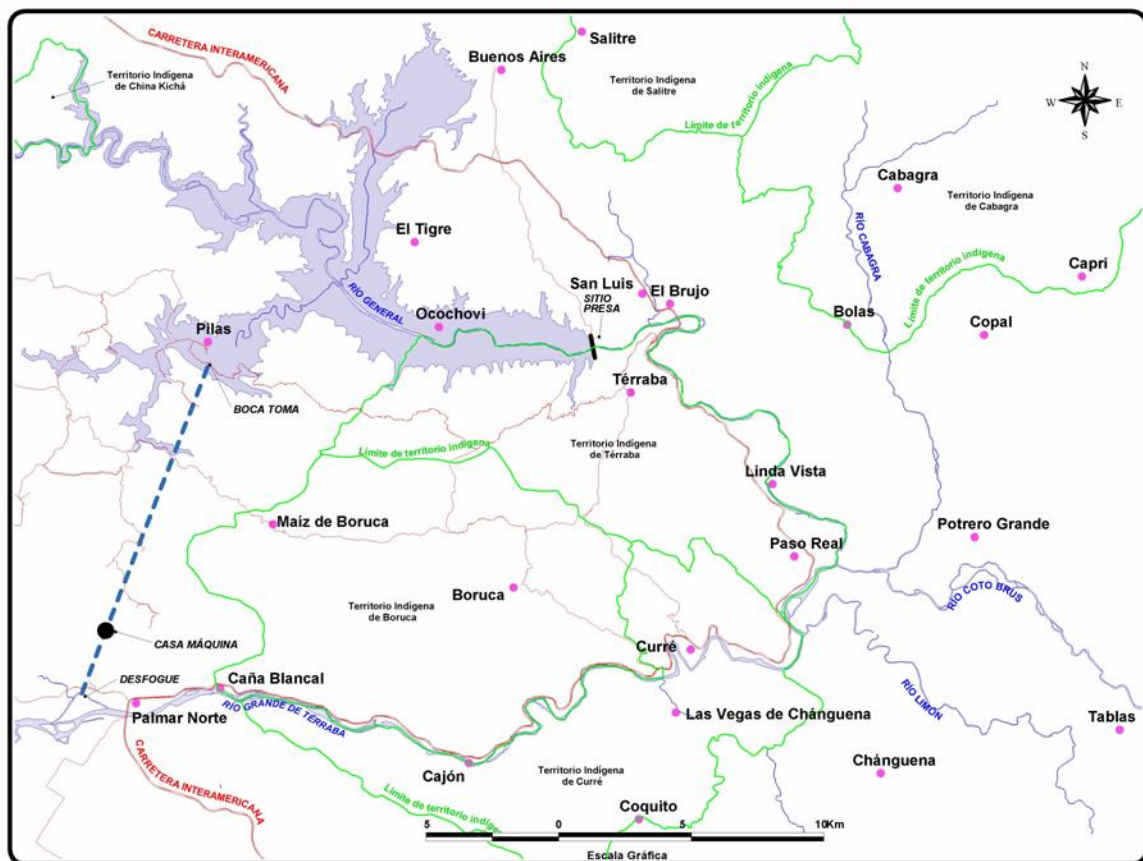 CARRETERA INTERAMERICANA
Salitre
Buenos Aires
Territorio Indígena
de China Kichá
Territorio Indígena
de Salitre
N
W
E
S
Límite de territorio indígena
Cabagra
Territorio Indígena
de Cabagra
RÍO CABAGRA
El Tigre
Límite de territorio indígena
Capri
San Luis
El Brujo
SITIO
PRESA
RÍO GENERAL
Ocochovi
Bolas
Copal
Pilas
Térraba
BOCA TOMA
Límite de territorio indígena
Territorio Indígena
de Térraba
Linda Vista
Maíz de Boruca
Potrero Grande
Paso Real
Boruca
RÍO COTO BRUS
Territorio Indígena
de Boruca
CASA MÁQUINA
Curré
DESFOGUE
Caña Blancal
RÍO GRANDE DE TÉRRABA
RÍO LIMÓN
Palmar Norte
Las Vegas de Chánguena
Tablas
CARRETERA INTERAMERICANA
Cajón
Territorio Indígena
de Curré
Chánguena
Límite de territorio indígena
Coquito
5
0
5
10Km
Escala Gráfica